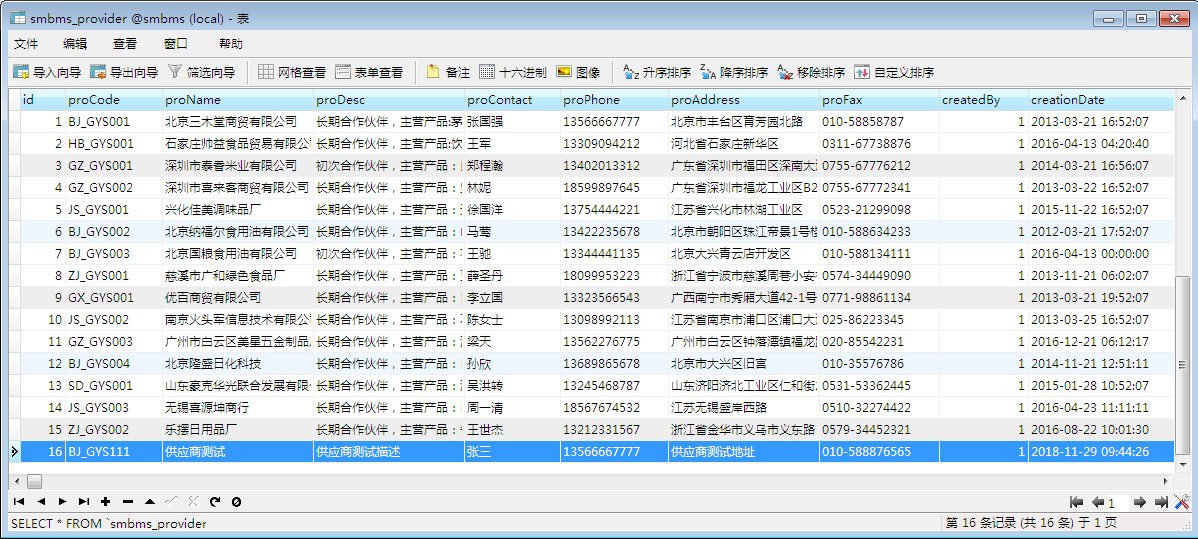 smbms_provider @smbms (local) - 表
文件 编辑 查看 窗口 帮助
导入向导 导出向导 筛选向导 网格查看 表单查看 备注 十六进制 图像 升序排序 降序排序 移除排序 自定义排序
id proCode proName proDesc proContact proPhone proAddress proFax createdBy creationDate
1 BJ_GYS001 北京三木堂商贸有限公司 长期合作伙伴，主营产品:茅 张国强 13566667777 北京市丰台区育芳园北路 010-58858787 1 2013-03-21 16:52:07
2 HB_GYS001 石家庄帅益食品贸易有限公 长期合作伙伴，主营产品:饮 王军 13309094212 河北省石家庄新华区 0311-67738876 1 2016-04-13 04:20:40
3 GZ_GYS001 深圳市泰香米业有限公司 初次合作伙伴，主营产品： 郑程瀚 13402013312 广东省深圳市福田区深南大 0755-67776212 1 2014-03-21 16:56:07
4 GZ_GYS002 深圳市喜来客商贸有限公司 长期合作伙伴，主营产品： 林妮 18599897645 广东省深圳市福龙工业区B2 0755-67772341 1 2013-03-22 16:52:07
5 JS_GYS001 兴化佳美调味品厂 长期合作伙伴，主营产品： 徐国洋 13754444221 江苏省兴化市林湖工业区 0523-21299098 1 2015-11-22 16:52:07
6 BJ_GYS002 北京纳福尔食用油有限公司 长期合作伙伴，主营产品： 马莺 13422235678 北京市朝阳区珠江帝景1号 010-588634233 1 2012-03-21 17:52:07
7 BJ_GYS003 北京国粮食用油有限公司 初次合作伙伴，主营产品： 王驰 13344441135 北京大兴青云店开发区 010-588134111 1 2016-04-13 00:00:00
8 ZJ_GYS001 慈溪市广和绿色食品厂 长期合作伙伴，主营产品： 薛圣丹 18099953223 浙江省宁波市慈溪周巷小安 0574-34449090 1 2013-11-21 06:02:07
9 GX_GYS001 优百商贸有限公司 长期合作伙伴，主营产品： 李立国 13323566543 广西南宁市秀厢大道42-1号 0771-98861134 1 2013-03-21 19:52:07
10 JS_GYS002 南京火头军信息技术有限公 长期合作伙伴，主营产品： 陈女士 13098992113 江苏省南京市浦口区浦口大 025-86223345 1 2013-03-25 16:52:07
11 GZ_GYS003 广州市白云区美星五金制品 长期合作伙伴，主营产品： 梁天 13562276775 广州市白云区钟落潭镇福龙 020-85542231 1 2016-12-21 06:12:17
12 BJ_GYS004 北京隆盛日化科技 长期合作伙伴，主营产品： 孙欣 13689865678 北京市大兴区旧宫 010-35576786 1 2014-11-21 12:51:11
13 SD_GYS001 山东豪克华光联合发展有限 长期合作伙伴，主营产品： 吴洪转 13245468787 山东济阳济北工业区仁和街 0531-53362445 1 2015-01-28 10:52:07
14 JS_GYS003 无锡喜源坤商行 长期合作伙伴，主营产品： 周一清 18567674532 江苏无锡盛岸西路 0510-32274422 1 2016-04-23 11:11:11
15 ZJ_GYS002 乐摆日用品厂 长期合作伙伴，主营产品： 王世杰 13212331567 浙江省金华市义乌市义东路 0579-34452321 1 2016-08-22 10:01:30
16 BJ_GYS111 供应商测试 供应商测试描述 张三 13566667777 供应商测试地址 010-588876565 1 2018-11-29 09:44:26
1
SELECT * FROM `smbms_provider 第 16 条记录 (共 16 条) 于 1 页